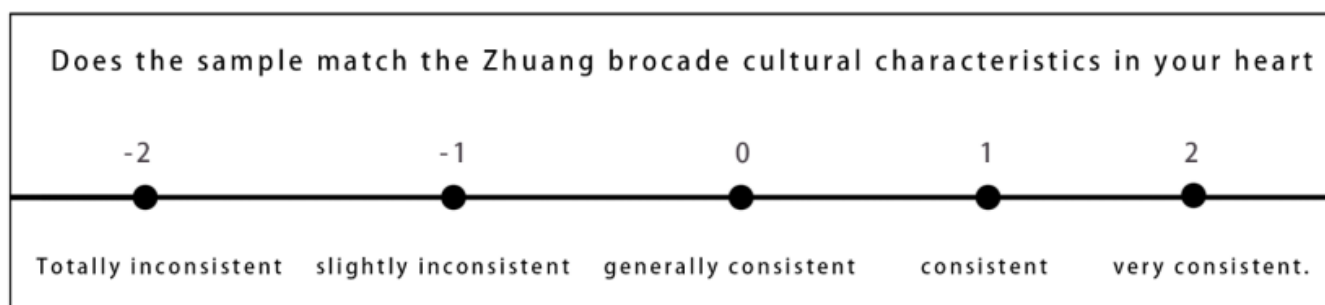 Does the sample match the Zhuang brocade cultural characteristics in your heart
-2 -1 0 1 2
Totally inconsistent slightly inconsistent generally consistent consistent very consistent.